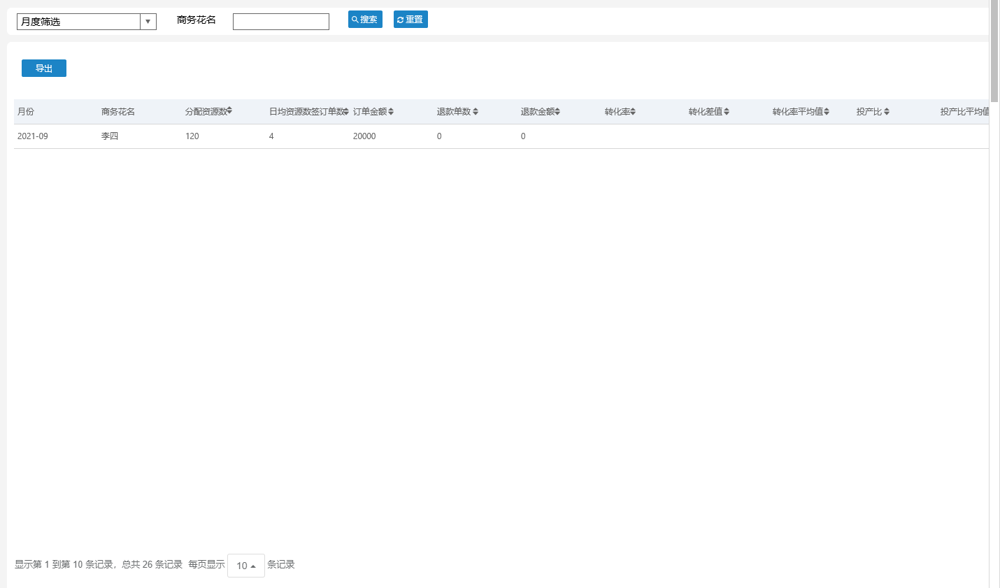 月度筛选 商务花名 搜索 重置
导出
月份 商务花名 分配资源数 日均资源数签订单数 订单金额 退款单数 退款金额 转化率 转化差值 转化率平均值 投产比 投产比平均值
2021-09 李四 120 4 20000 0 0
显示第 1 到第 10 条记录，总共 26 条记录 每页显示 10 条记录